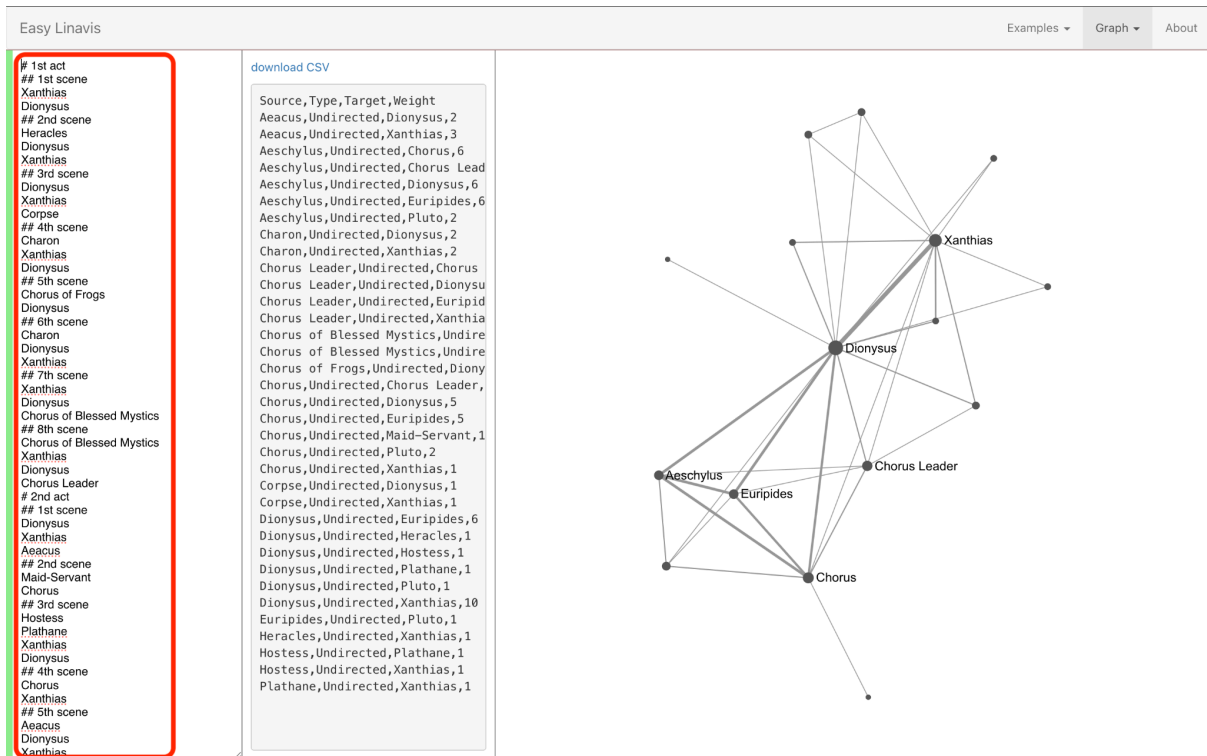 Easy Linavis
Examples
Graph
About
# 1st act
## 1st scene
Xanthias
Dionysus
## 2nd scene
Heracles
Dionysus
Xanthias
## 3rd scene
Dionysus
Xanthias
Corpse
## 4th scene
Charon
Xanthias
Dionysus
## 5th scene
Chorus of Frogs
Dionysus
## 6th scene
Charon
Dionysus
Xanthias
## 7th scene
Xanthias
Dionysus
Chorus of Blessed Mystics
## 8th scene
Chorus of Blessed Mystics
Xanthias
Dionysus
Chorus Leader
# 2nd act
## 1st scene
Dionysus
Xanthias
Aeacus
## 2nd scene
Maid-Servant
Chorus
## 3rd scene
Hostess
Plathane
Xanthias
Dionysus
## 4th scene
Chorus
Xanthias
## 5th scene
Aeacus
Dionysus
Xanthias
download CSV
Source,Type,Target,Weight
Aeacus,Undirected,Dionysus,2
Aeacus,Undirected,Xanthias,3
Aeschylus,Undirected,Chorus,6
Aeschylus,Undirected,Chorus Lead
Aeschylus,Undirected,Dionysus,6
Aeschylus,Undirected,Euripides,6
Aeschylus,Undirected,Pluto,2
Charon,Undirected,Dionysus,2
Charon,Undirected,Xanthias,2
Chorus Leader,Undirected,Chorus
Chorus Leader,Undirected,Dionysu
Chorus Leader,Undirected,Euripid
Chorus Leader,Undirected,Xanthia
Chorus of Blessed Mystics,Undire
Chorus of Blessed Mystics,Undire
Chorus of Frogs,Undirected,Diony
Chorus,Undirected,Chorus Leader,
Chorus,Undirected,Dionysus,5
Chorus,Undirected,Euripides,5
Chorus,Undirected,Maid-Servant,1
Chorus,Undirected,Pluto,2
Chorus,Undirected,Xanthias,1
Corpse,Undirected,Dionysus,1
Corpse,Undirected,Xanthias,1
Dionysus,Undirected,Euripides,6
Dionysus,Undirected,Heracles,1
Dionysus,Undirected,Hostess,1
Dionysus,Undirected,Plathane,1
Dionysus,Undirected,Pluto,1
Dionysus,Undirected,Xanthias,10
Euripides,Undirected,Pluto,1
Heracles,Undirected,Xanthias,1
Hostess,Undirected,Plathane,1
Hostess,Undirected,Xanthias,1
Plathane,Undirected,Xanthias,1
Xanthias
Dionysus
Chorus Leader
Aeschylus
Euripides
Chorus